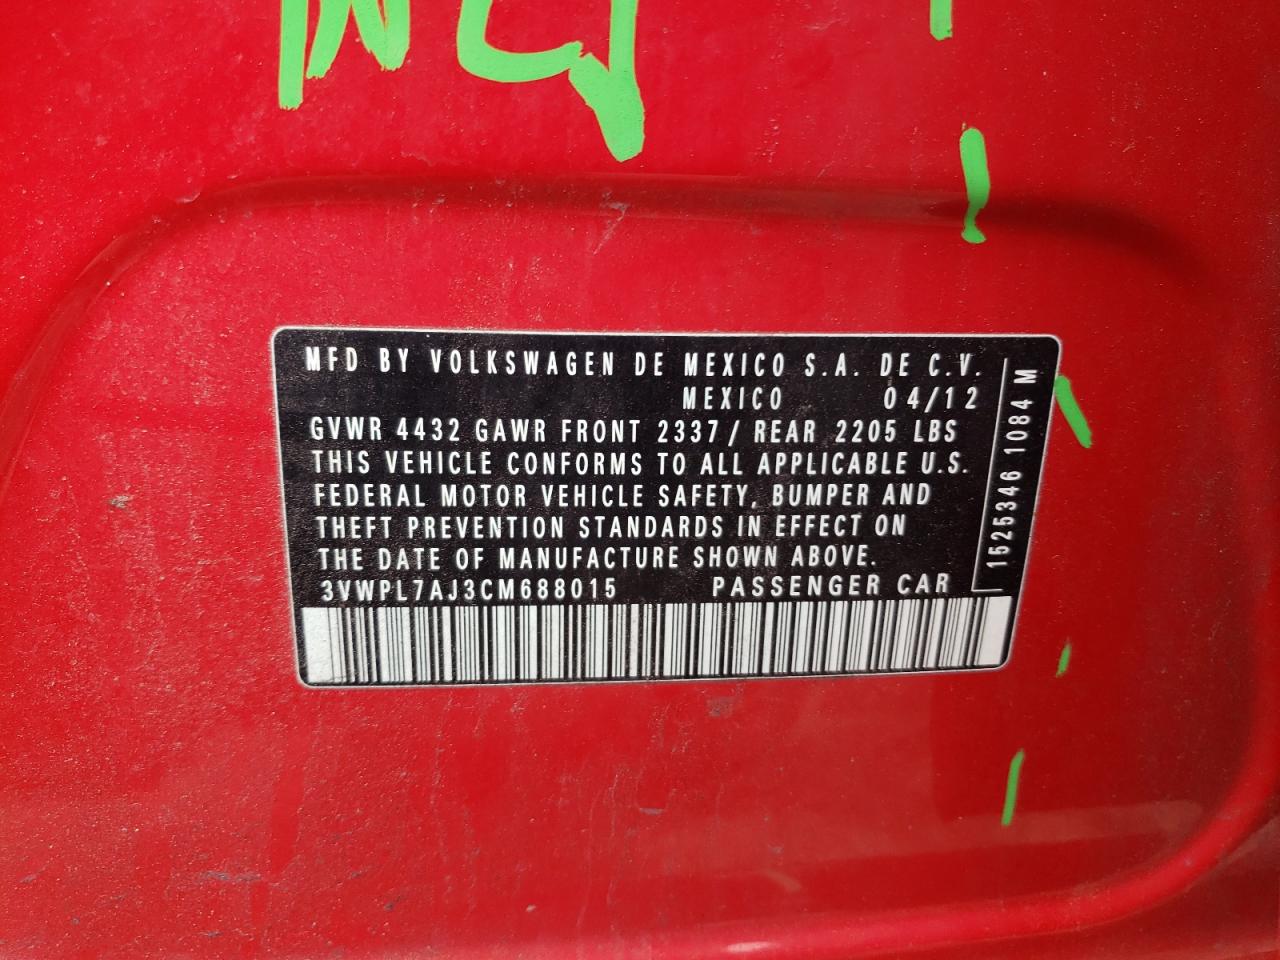 MFD BY VOLKSWAGEN DE MEXICO S.A. DE C.V.
MEXICO 04/12
GVWR 4432 GAWR FRONT 2337/ REAR 2205 LBS
THIS VEHICLE CONFORMS TO ALL APPLICABLE U.S.
FEDERAL MOTOR VEHICLE SAFETY, BUMPER AND
THEFT PREVENTION STANDARDS IN EFFECT ON
THE DATE OF MANUFACTURE SHOWN ABOVE.
3VWPL7AJ3CM688015 PASSENGER CAR
1525346 1084 M